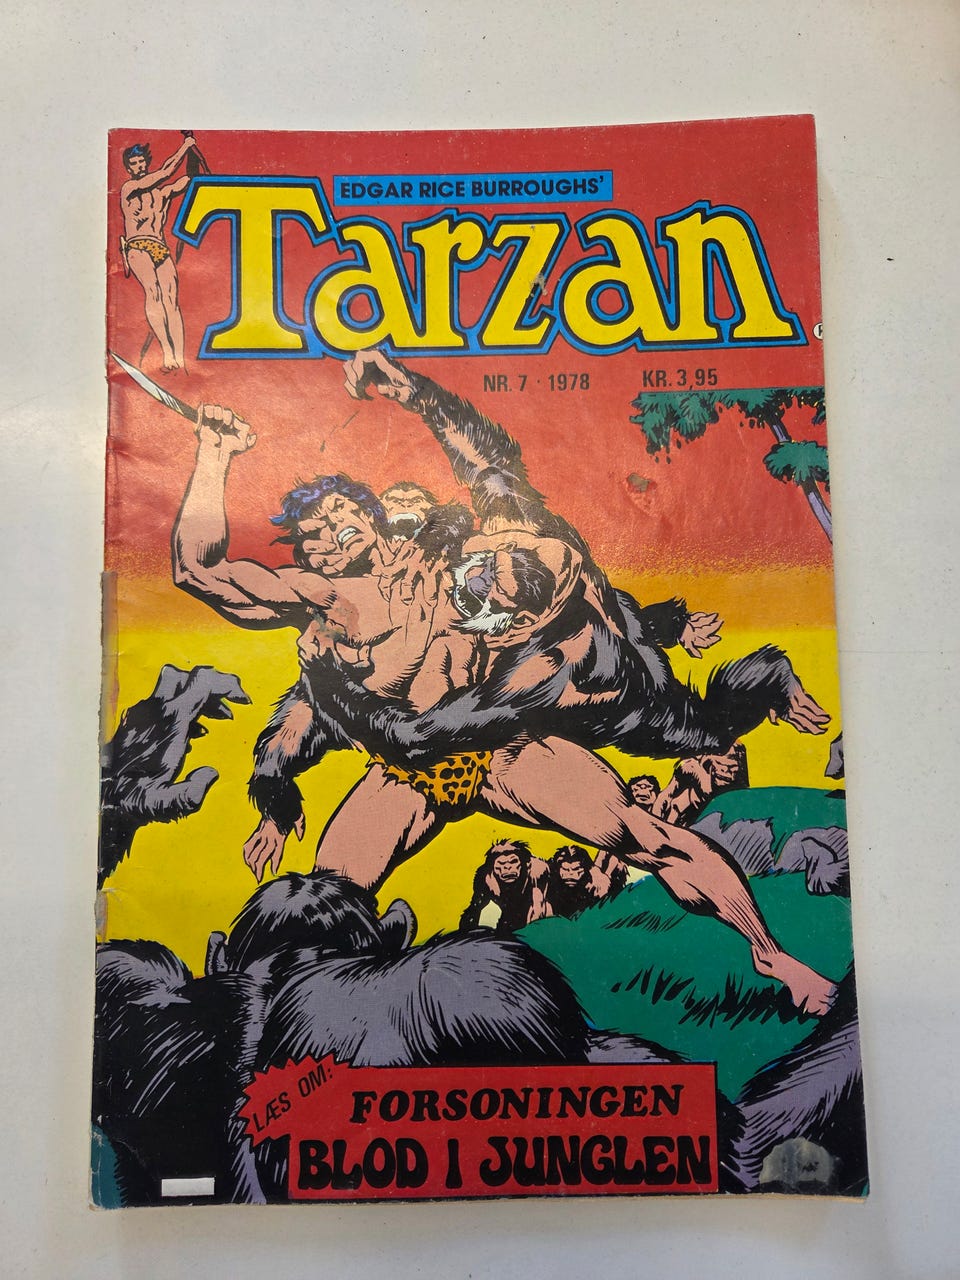 EDGAR RICE BURROUGHS'
Tarzan
NR. 7 · 1978 KR. 3,95
LÆS OM:
FORSONINGEN
BLOD I JUNGLEN